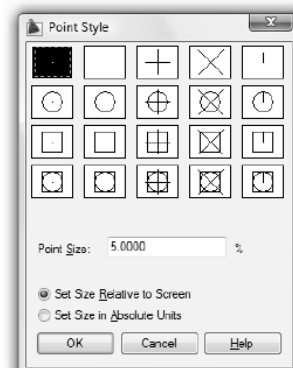 Point Style
Point Size: 5.0000 %
Set Size Relative to Screen
Set Size in Absolute Units
OK Cancel Help